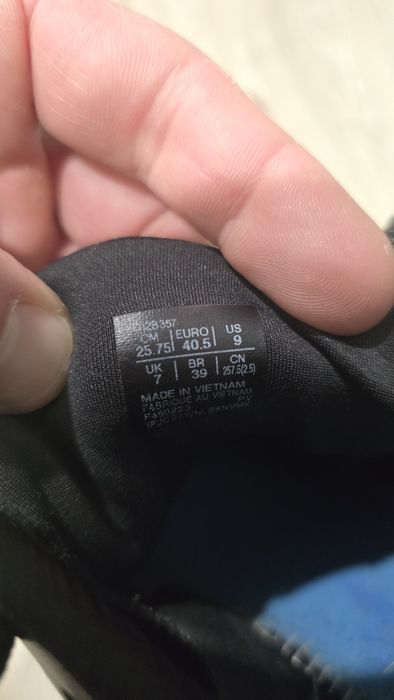 CM | EURO | US
25.75 | 40.5 | 9
UK | BR | CN
7 | 39 | 257.5(2.5)
MADE IN VIETNAM
FABRIQUE AU VIETNAM
PV